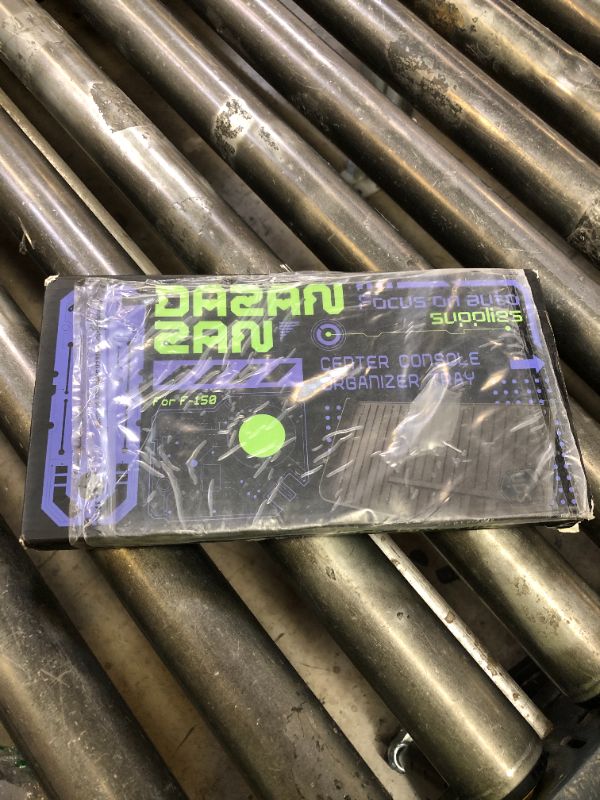 DAZAN
ZAN
For F-150
Focus on auto
supplies
CENTER CONSOLE
ORGANIZER TRAY